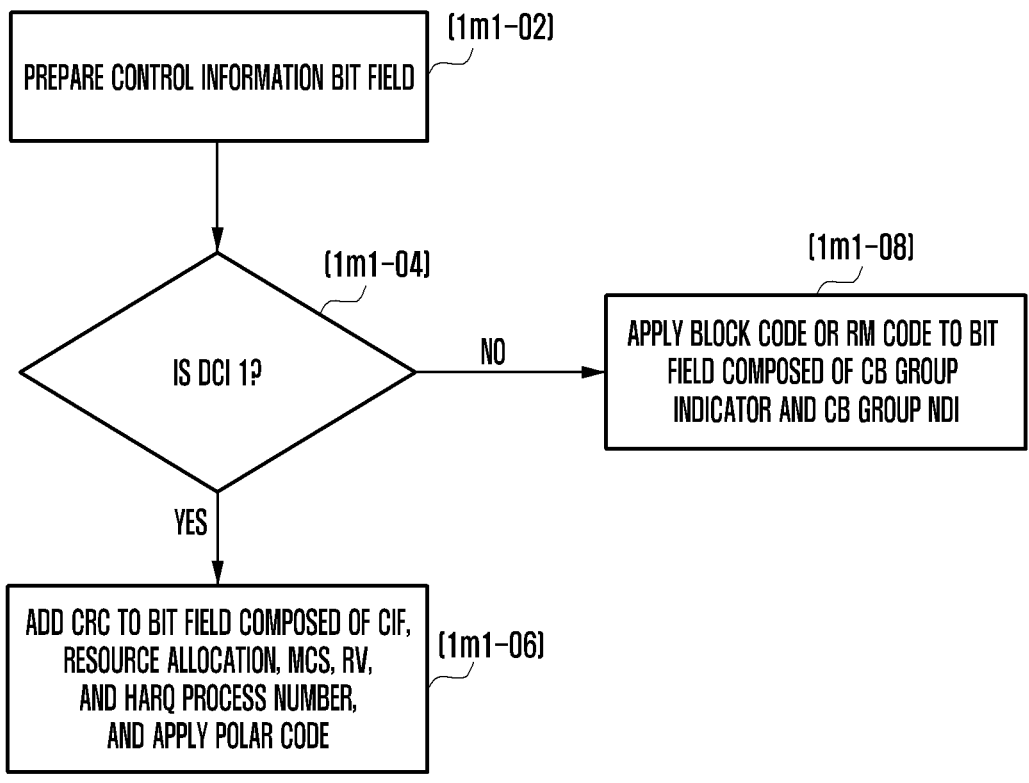 (1m1-02)
PREPARE CONTROL INFORMATION BIT FIELD
(1m1-04)
IS DCI 1?
NO
(1m1-08)
APPLY BLOCK CODE OR RM CODE TO BIT
FIELD COMPOSED OF CB GROUP
INDICATOR AND CB GROUP NDI
YES
ADD CRC TO BIT FIELD COMPOSED OF CIF,
RESOURCE ALLOCATION, MCS, RV,
AND HARQ PROCESS NUMBER,
AND APPLY POLAR CODE
(1m1-06)